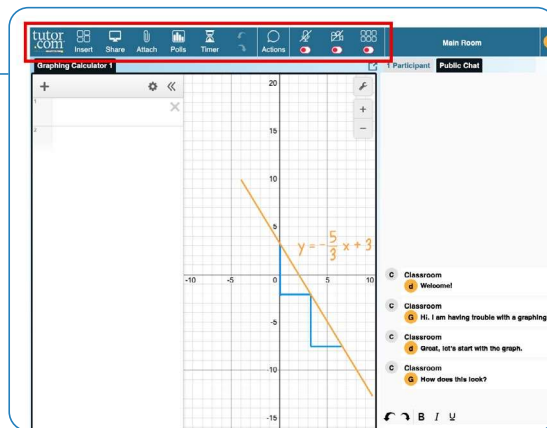 tutor
.com
Insert
Share
Attach
Polls
Timer
Actions
Main Room
Graphing Calculator 1
1 Participant
Public Chat
1
2
20
15
10
5
0
-5
-10
-15
-10
-5
5
10
y = -5/3 x + 3
C Classroom
d Welcome!
C Classroom
G Hi. I am having trouble with a graphing
C Classroom
d Great, let's start with the graph.
C Classroom
G How does this look?
B I U